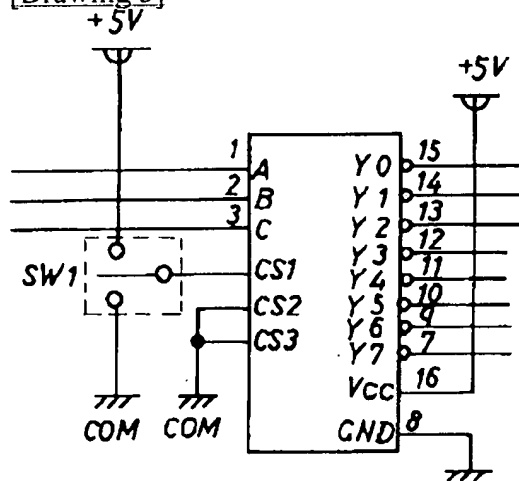 [Drawing 5]
+5V
+5V
1 A
2 B
3 C
SW1
CS1
CS2
CS3
COM
COM
Y0 15
Y1 14
Y2 13
Y3 12
Y4 11
Y5 10
Y6 9
Y7 7
Vcc 16
GND 8